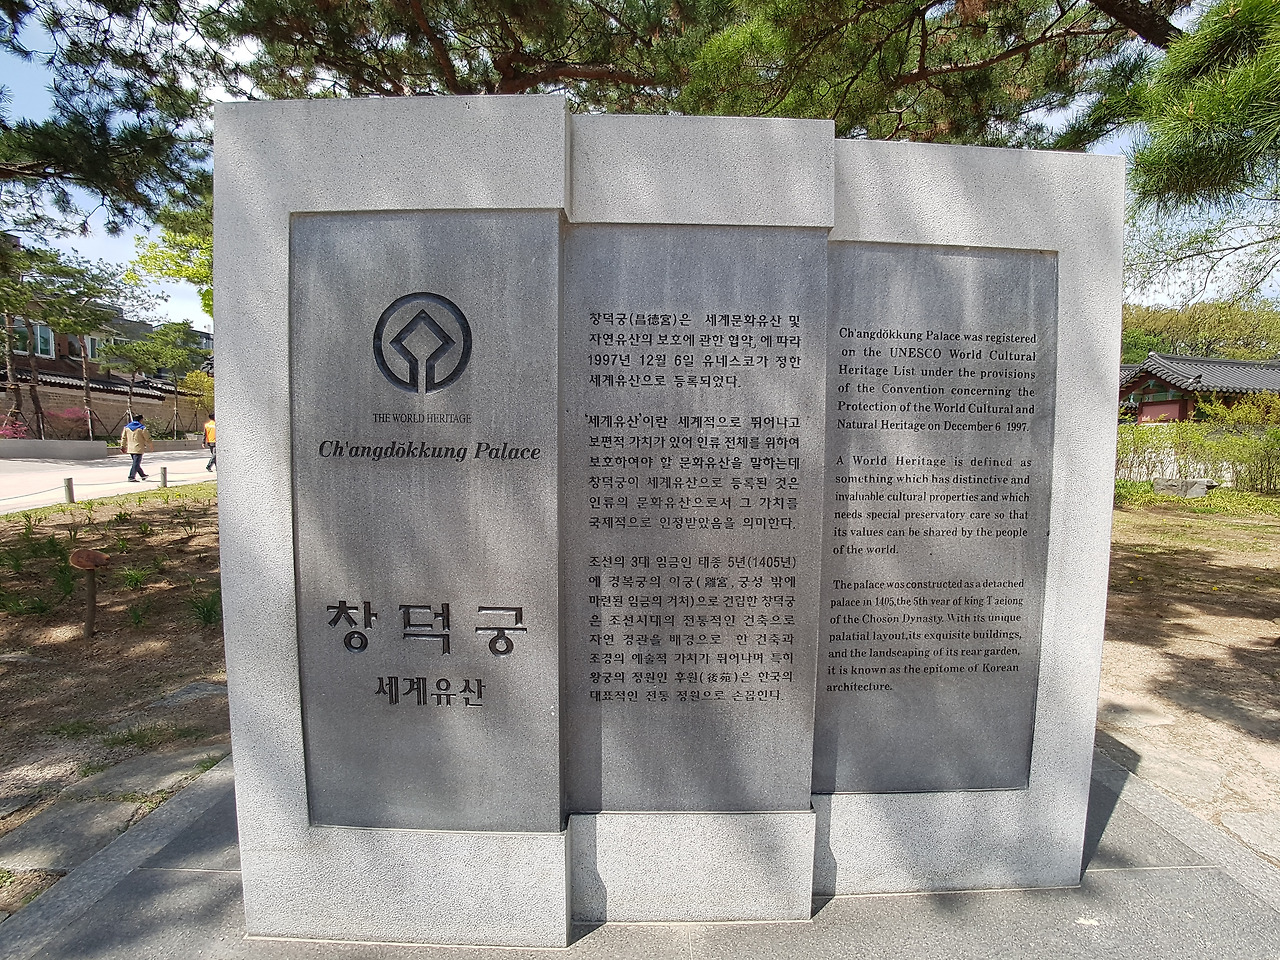 THE WORLD HERITAGE
Ch'angdŏkkung Palace
창덕궁
세계유산
창덕궁(昌德宮)은 세계문화유산 및
자연유산의 보호에 관한 협약, 에 따라
1997년 12월 6일 유네스코가 정한
세계유산으로 등록되었다.
'세계유산'이란 세계적으로 뛰어나고
보편적 가치가 있어 인류 전체를 위하여
보호하여야 할 문화유산을 말하는데
창덕궁이 세계유산으로 등록된 것은
인류의 문화유산으로서 그 가치를
국제적으로 인정받았음을 의미한다.
조선의 3대 임금인 태종 5년(1405년)
에 경복궁의 이궁(離宮, 궁성 밖에
마련된 임금의 거처)으로 건립한 창덕궁
은 조선시대의 전통적인 건축으로
자연 경관을 배경으로 한 건축과
조경의 예술적 가치가 뛰어나며 특히
왕궁의 정원인 후원(後苑)은 한국의
대표적인 전통 정원으로 손꼽힌다.
Ch'angdŏkkung Palace was registered
on the UNESCO World Cultural
Heritage List under the provisions
of the Convention concerning the
Protection of the World Cultural and
Natural Heritage on December 6 1997.
A World Heritage is defined as
something which has distinctive and
invaluable cultural properties and which
needs special preservatory care so that
its values can be shared by the people
of the world.
The palace was constructed as a detached
palace in 1405, the 5th year of king T'aejong
of the Chosŏn Dynasty. With its unique
palatial layout, its exquisite buildings,
and the landscaping of its rear garden,
it is known as the epitome of Korean
architecture.